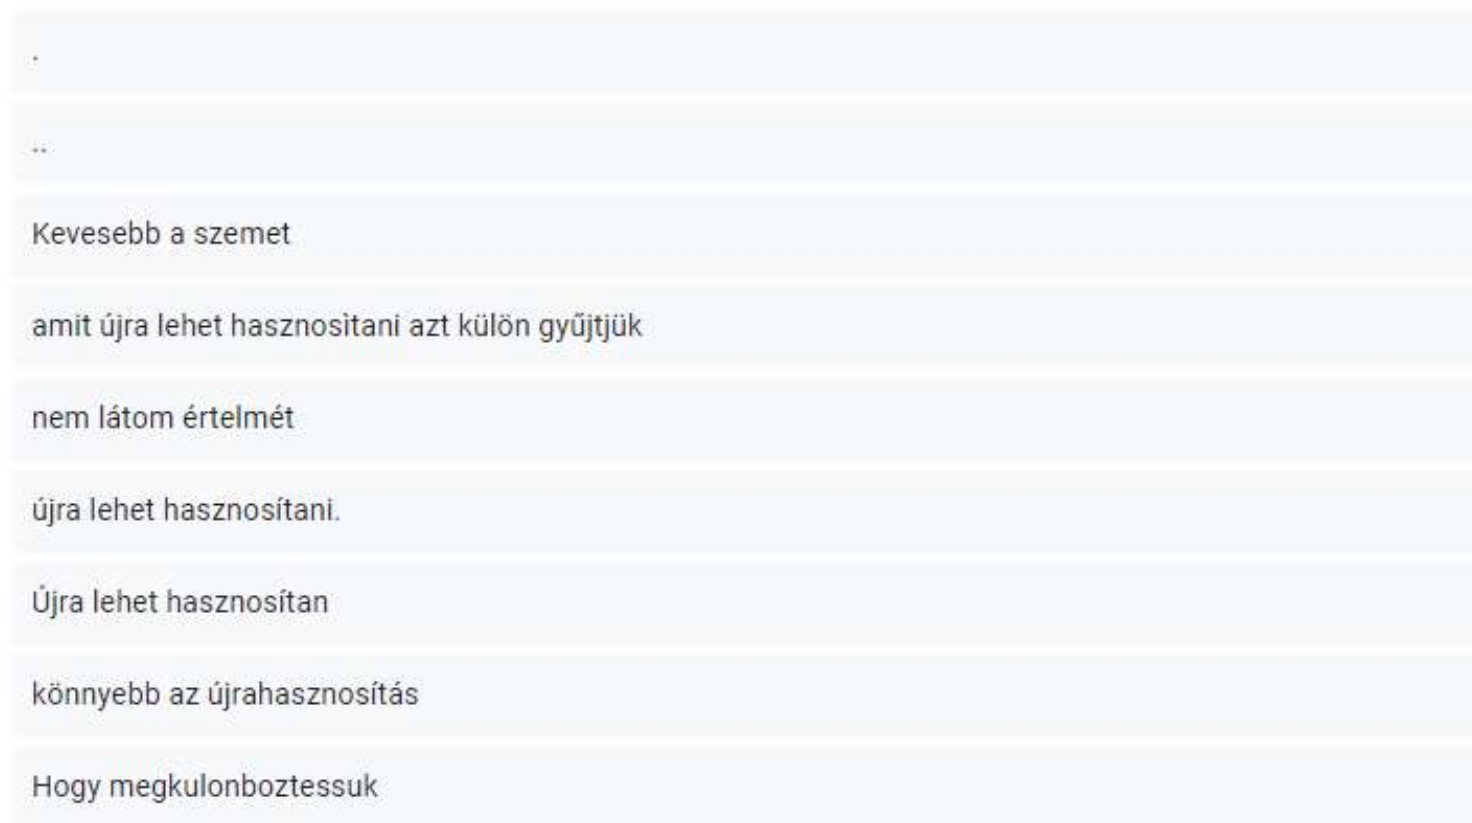 .
..
Kevesebb a szemet
amit újra lehet hasznosìtani azt külön gyűjtjük
nem látom értelmét
újra lehet hasznosítani.
Újra lehet hasznosítan
könnyebb az újrahasznosítás
Hogy megkulonboztessuk